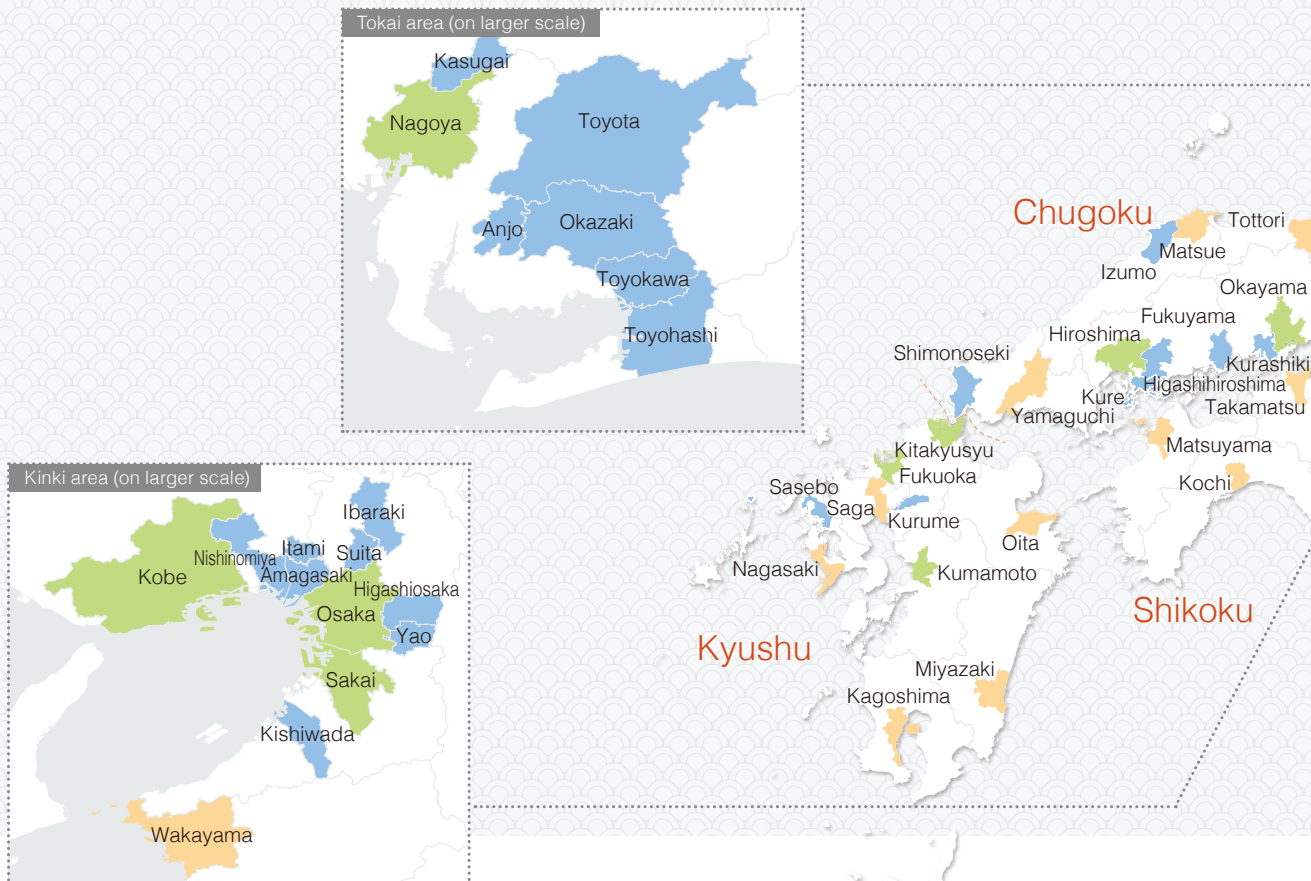 Tokai area (on larger scale)
Kasugai
Nagoya
Toyota
Anjo
Okazaki
Toyokawa
Toyohashi
Kinki area (on larger scale)
Ibaraki
Nishinomiya
Itami
Suita
Kobe
Amagasaki
Higashiosaka
Osaka
Yao
Sakai
Kishiwada
Wakayama
Chugoku
Tottori
Matsue
Izumo
Okayama
Fukuyama
Hiroshima
Shimonoseki
Kurashiki
Higashihiroshima
Kure
Takamatsu
Yamaguchi
Matsuyama
Kitakyusyu
Fukuoka
Kochi
Sasebo
Saga
Kurume
Oita
Nagasaki
Kumamoto
Shikoku
Kyushu
Miyazaki
Kagoshima